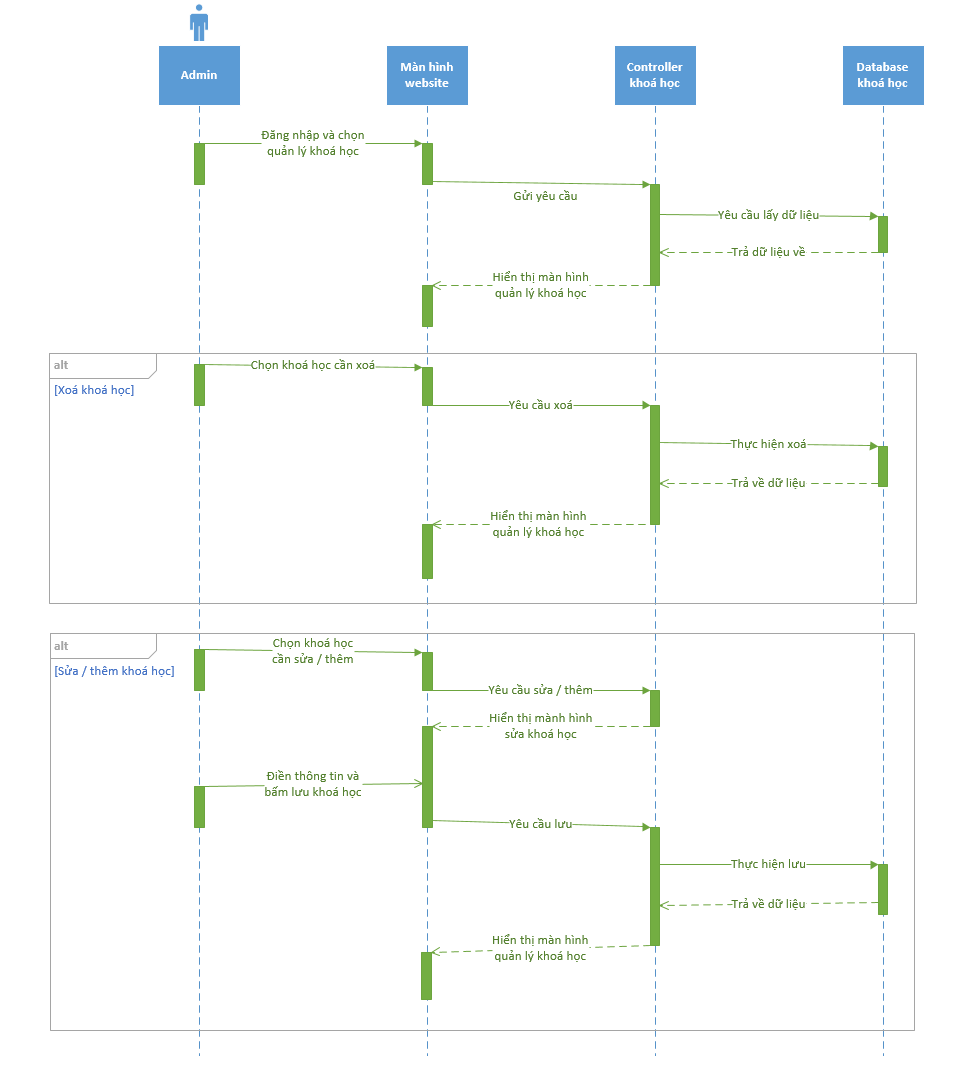 Admin
Màn hình
website
Controller
khoá học
Database
khoá học
Đăng nhập và chọn
quản lý khoá học
Gửi yêu cầu
Yêu cầu lấy dữ liệu
Trả dữ liệu về
Hiển thị màn hình
quản lý khoá học
alt
[Xoá khoá học]
Chọn khoá học cần xoá
Yêu cầu xoá
Thực hiện xoá
Trả về dữ liệu
Hiển thị màn hình
quản lý khoá học
alt
[Sửa / thêm khoá học]
Chọn khoá học
cần sửa / thêm
Yêu cầu sửa / thêm
Hiển thị mành hình
sửa khoá học
Điền thông tin và
bấm lưu khoá học
Yêu cầu lưu
Thực hiện lưu
Trả về dữ liệu
Hiển thị màn hình
quản lý khoá học